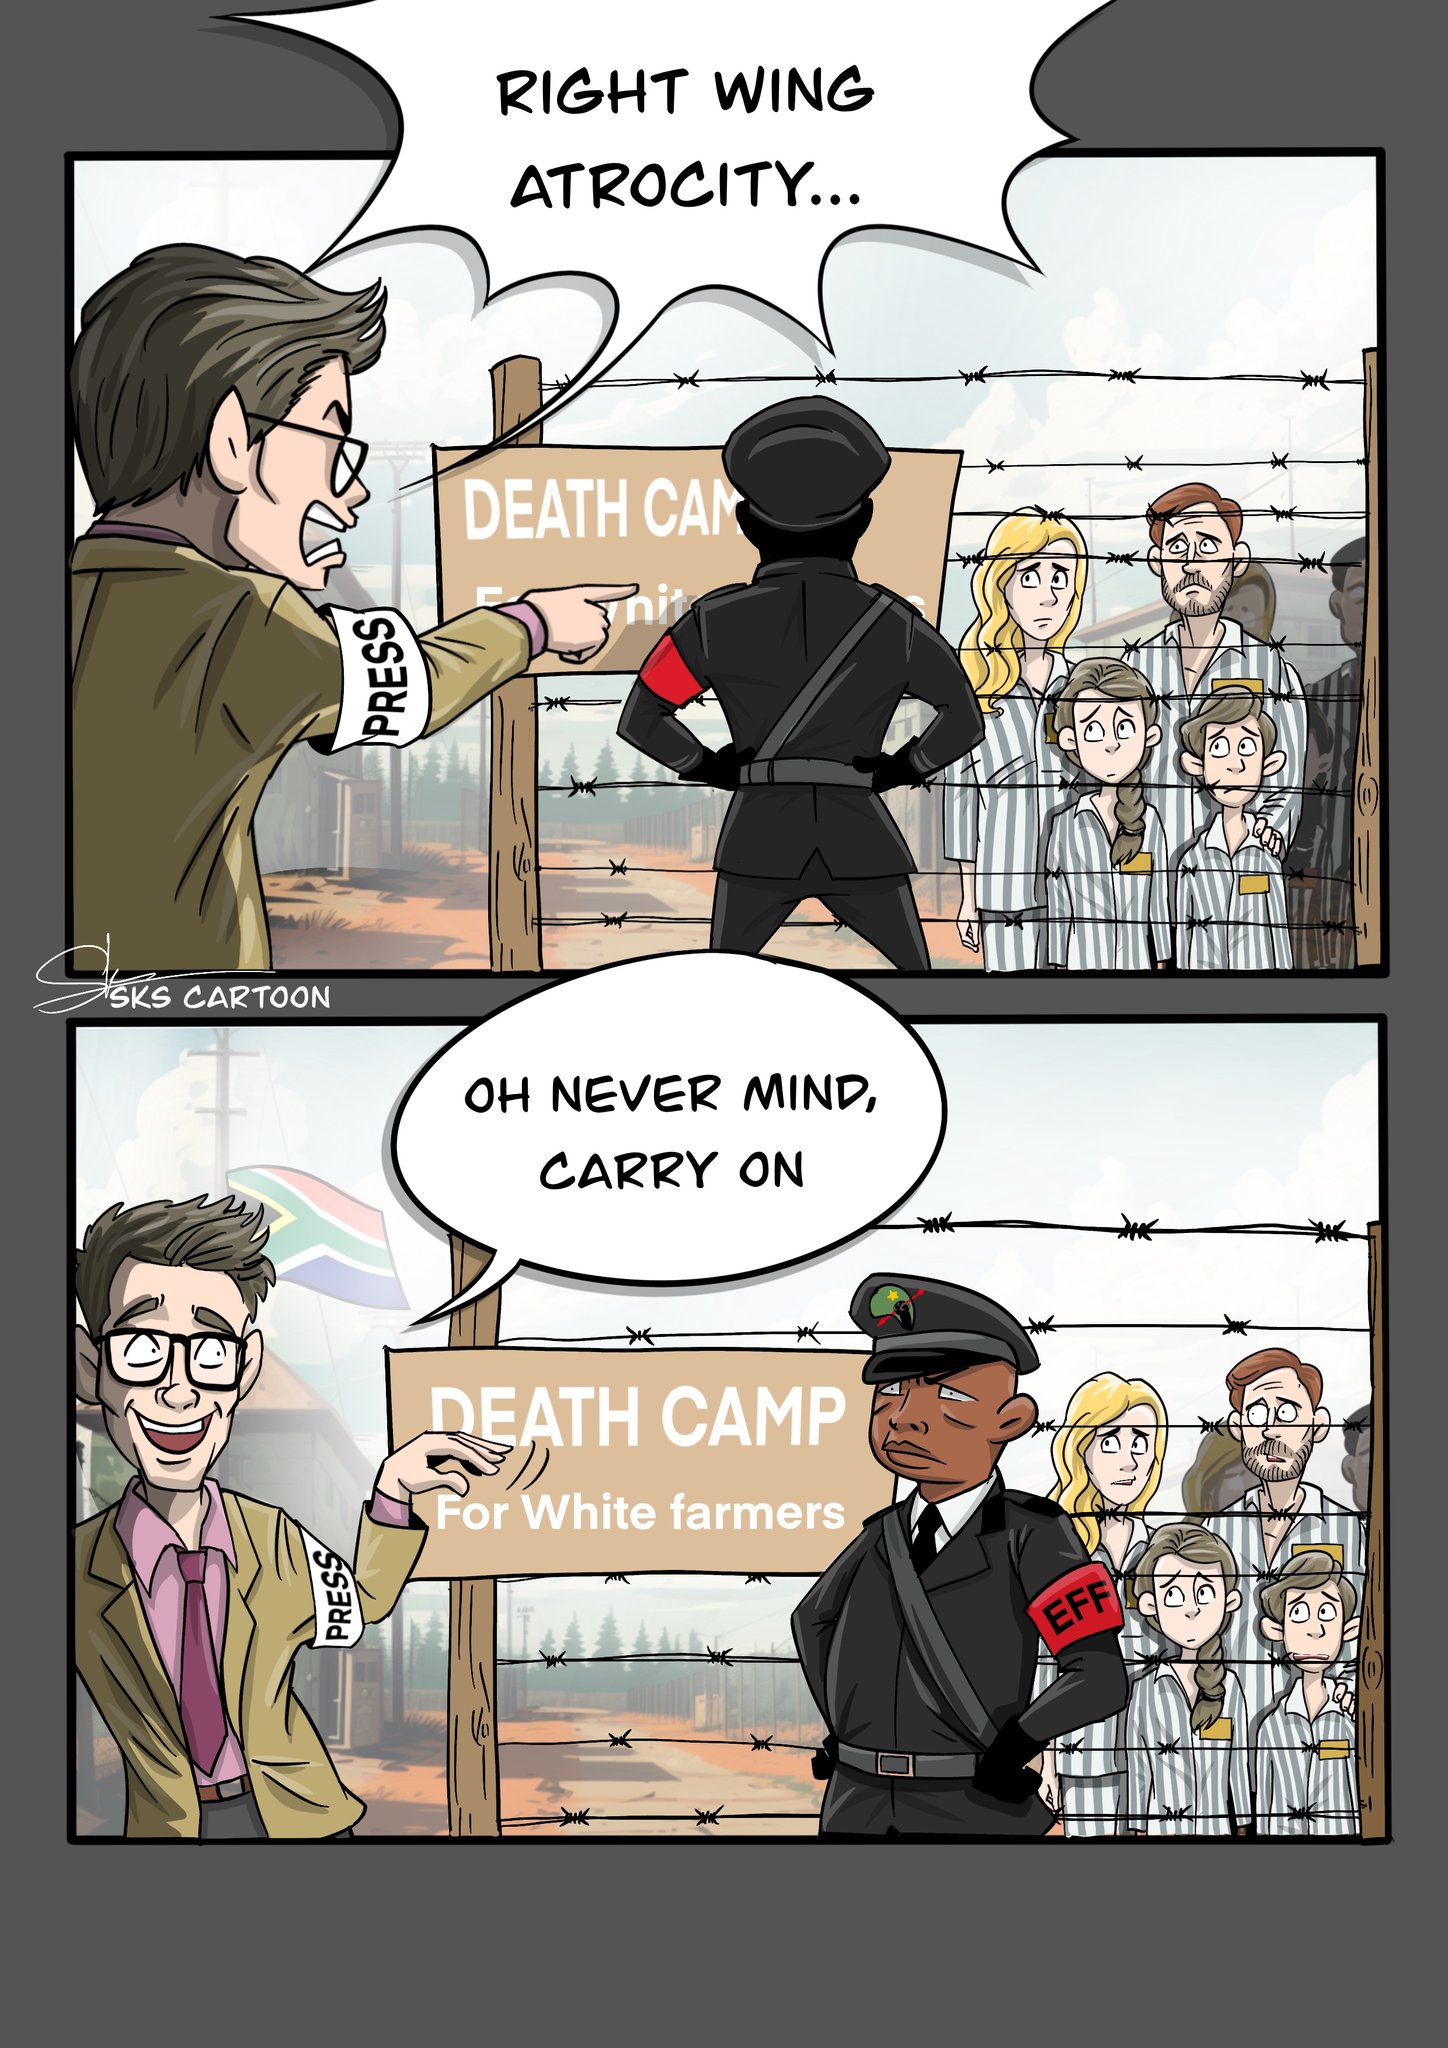 RIGHT WING
ATROCITY...
PRESS
DEATH CAM
SKS CARTOON
OH NEVER MIND,
CARRY ON
DEATH CAMP
For White farmers
PRESS
EFF